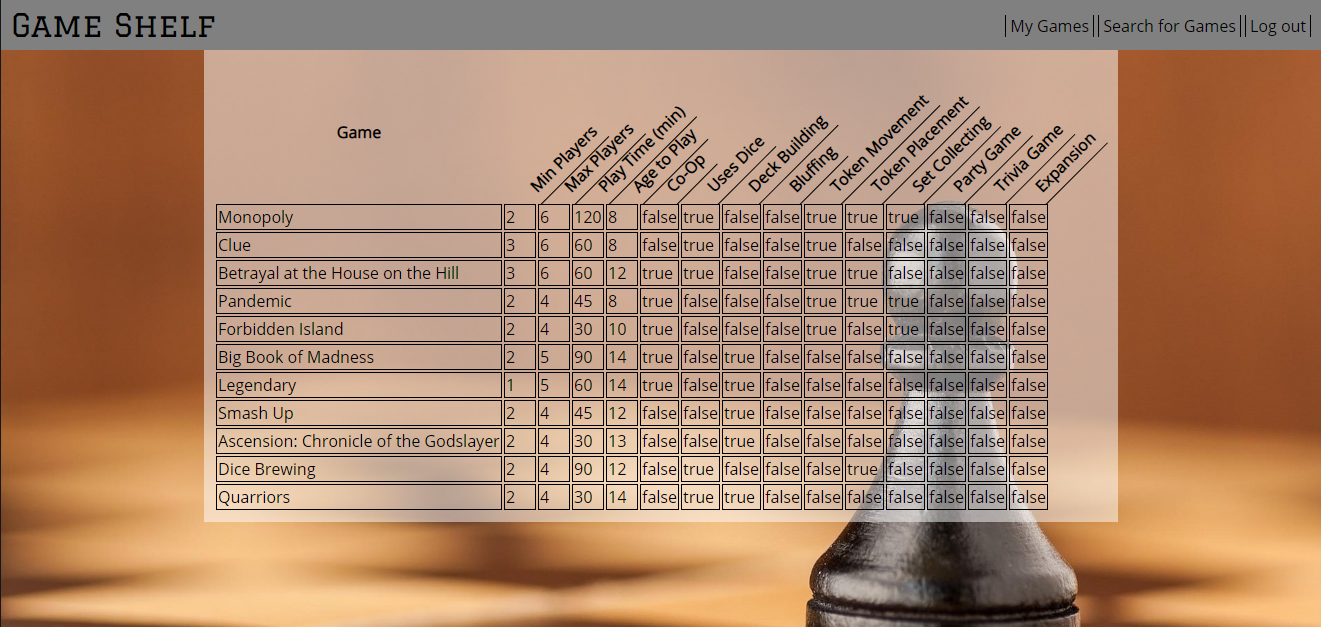 Game Shelf
My Games Search for Games Log out
Game Min Players Max Players Play Time (min) Age to Play Co-Op Uses Dice Deck Building Bluffing Token Movement Token Placement Set Collecting Party Game Trivia Game Expansion
Monopoly 2 6 120 8 false true false false true true true false false false
Clue 3 6 60 8 false true false false true false false false false false
Betrayal at the House on the Hill 3 6 60 12 true true false false true true false false false false
Pandemic 2 4 45 8 true false false false true true true false false false
Forbidden Island 2 4 30 10 true false false false true false true false false false
Big Book of Madness 2 5 90 14 true false true false false false false false false false
Legendary 1 5 60 14 true false true false false false false false false false
Smash Up 2 4 45 12 false false true false false false false false false false
Ascension: Chronicle of the Godslayer 2 4 30 13 false false true false false false false false false false
Dice Brewing 2 4 90 12 false true false false false true false false false false
Quarriors 2 4 30 14 false true true false false false false false false false